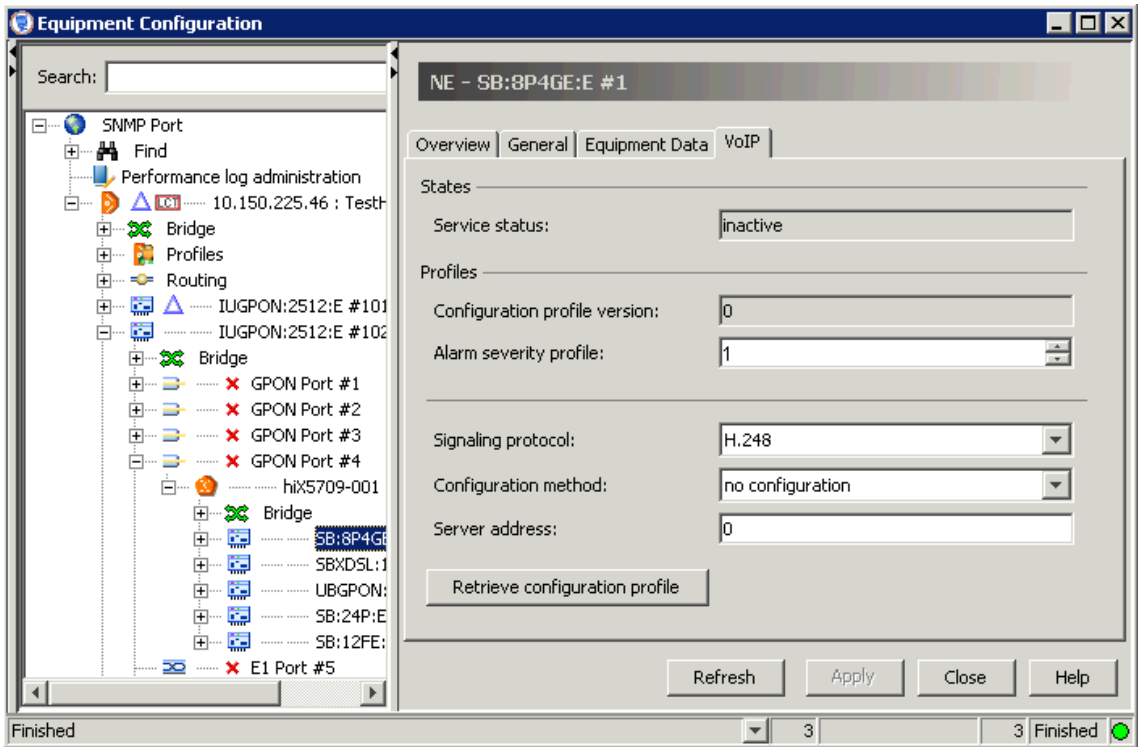 Equipment Configuration
Search:
SNMP Port
Find
Performance log administration
LCT 10.150.225.46 : TestH
Bridge
Profiles
Routing
IUGPON:2512:E #101
IUGPON:2512:E #102
Bridge
GPON Port #1
GPON Port #2
GPON Port #3
GPON Port #4
hiX5709-001
Bridge
SB:8P4GE
SBXDSL:1
UBGPON:
SB:24P:E
SB:12FE:
E1 Port #5
NE - SB:8P4GE:E #1
Overview General Equipment Data VoIP
States
Service status: inactive
Profiles
Configuration profile version: 0
Alarm severity profile: 1
Signaling protocol: H.248
Configuration method: no configuration
Server address: 0
Retrieve configuration profile
Refresh Apply Close Help
Finished 3 3 Finished